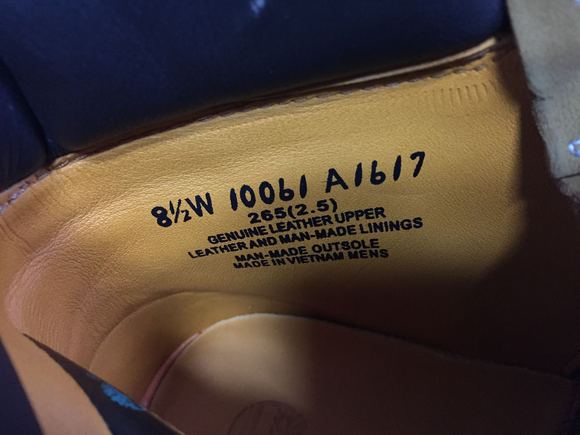 8½W 10061 A1617
265(2.5)
GENUINE LEATHER UPPER
LEATHER AND MAN-MADE LININGS
MAN-MADE OUTSOLE
MADE IN VIETNAM MENS